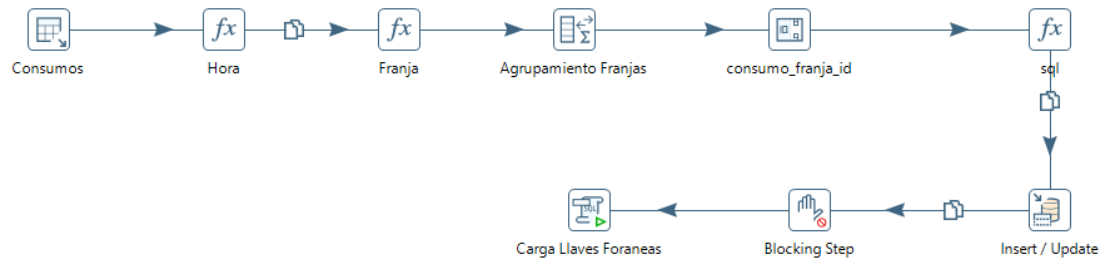 Consumos
Hora
Franja
Agrupamiento Franjas
consumo_franja_id
sql
Carga Llaves Foraneas
Blocking Step
Insert / Update